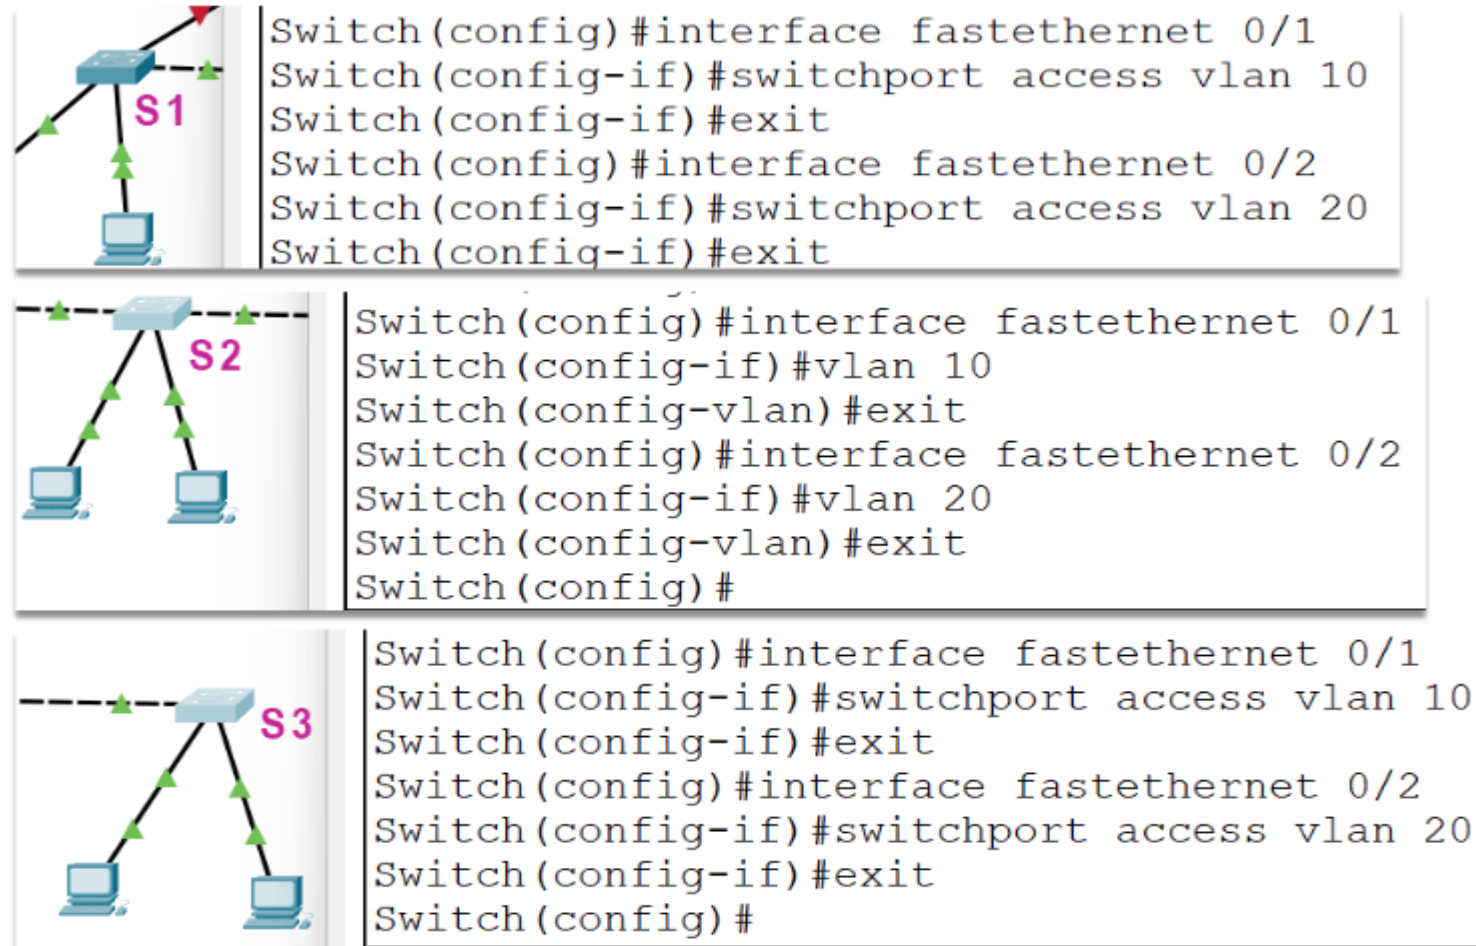 S1
Switch(config)#interface fastethernet 0/1
Switch(config-if)#switchport access vlan 10
Switch(config-if)#exit
Switch(config)#interface fastethernet 0/2
Switch(config-if)#switchport access vlan 20
Switch(config-if)#exit
S2
Switch(config)#interface fastethernet 0/1
Switch(config-if)#vlan 10
Switch(config-vlan)#exit
Switch(config)#interface fastethernet 0/2
Switch(config-if)#vlan 20
Switch(config-vlan)#exit
Switch(config)#
S3
Switch(config)#interface fastethernet 0/1
Switch(config-if)#switchport access vlan 10
Switch(config-if)#exit
Switch(config)#interface fastethernet 0/2
Switch(config-if)#switchport access vlan 20
Switch(config-if)#exit
Switch(config)#